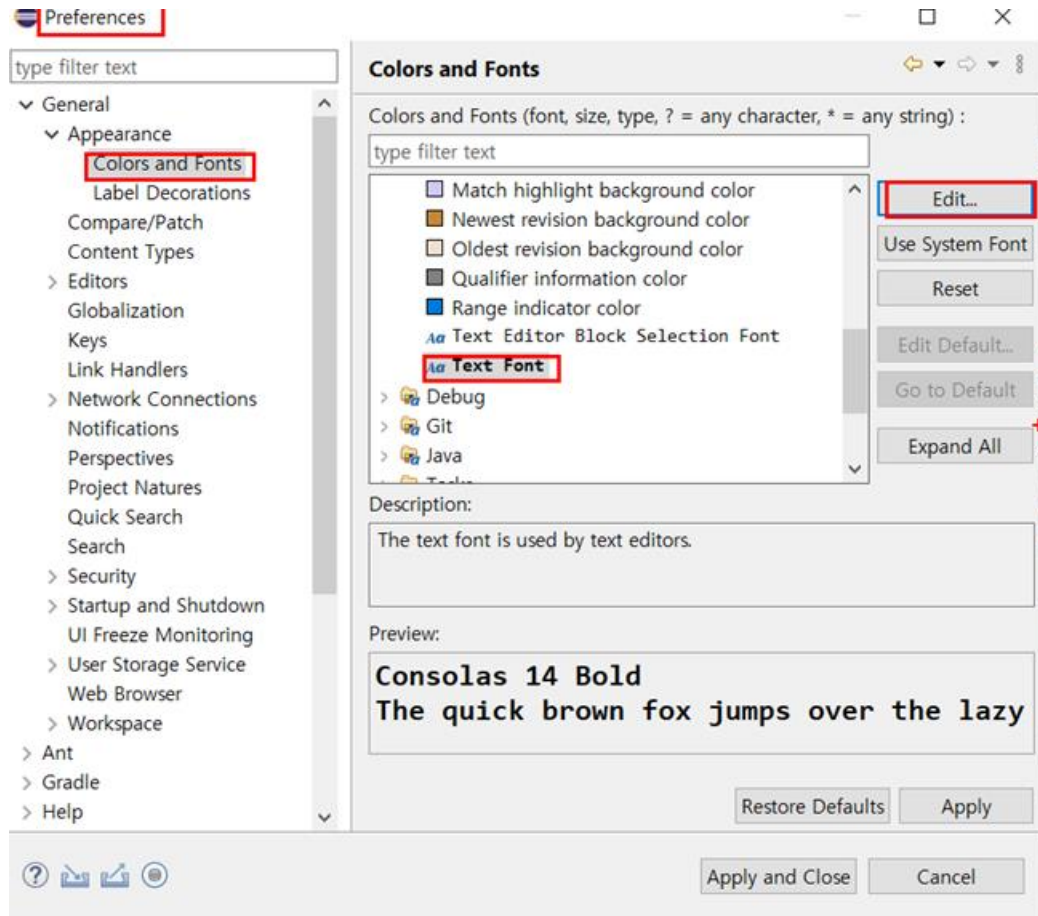 Preferences
type filter text
General
Appearance
Colors and Fonts
Label Decorations
Compare/Patch
Content Types
Editors
Globalization
Keys
Link Handlers
Network Connections
Notifications
Perspectives
Project Natures
Quick Search
Search
Security
Startup and Shutdown
UI Freeze Monitoring
User Storage Service
Web Browser
Workspace
Ant
Gradle
Help
Colors and Fonts
Colors and Fonts (font, size, type, ? = any character, * = any string) :
type filter text
Match highlight background color
Newest revision background color
Oldest revision background color
Qualifier information color
Range indicator color
Aa Text Editor Block Selection Font
Aa Text Font
Debug
Git
Java
Edit...
Use System Font
Reset
Edit Default...
Go to Default
Expand All
Description:
The text font is used by text editors.
Preview:
Consolas 14 Bold
The quick brown fox jumps over the lazy
Restore Defaults
Apply
Apply and Close
Cancel